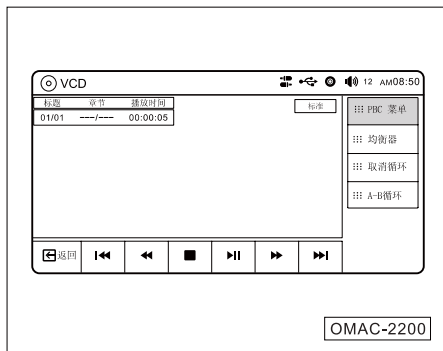 VCD 12 AM08:50
标题 章节 播放时间
01/01 ---/--- 00:00:05
标准
PBC 菜单
均衡器
取消循环
A-B循环
返回
OMAC-2200